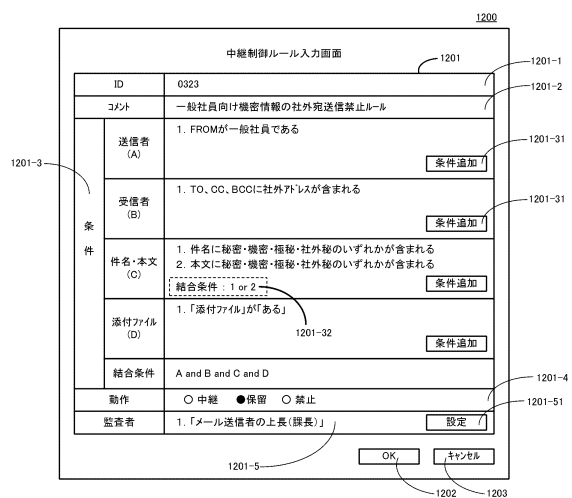 1200
中継制御ルール入力画面
1201
1201-1
ID
0323
1201-2
コメント
一般社員向け機密情報の社外宛送信禁止ルール
1201-3
条件
送信者
(A)
1. FROMが一般社員である
条件追加
1201-31
受信者
(B)
1. TO、CC、BCCに社外アドレスが含まれる
条件追加
1201-31
件名・本文
(C)
1. 件名に秘密・機密・極秘・社外秘のいずれかが含まれる
2. 本文に秘密・機密・極秘・社外秘のいずれかが含まれる
結合条件 : 1 or 2
条件追加
1201-32
添付ファイル
(D)
1. 「添付ファイル」が「ある」
条件追加
結合条件
A and B and C and D
1201-4
動作
○ 中継 ●保留 ○ 禁止
1201-51
監査者
1. 「メール送信者の上長(課長)」
設定
1201-5
OK
キャンセル
1202
1203